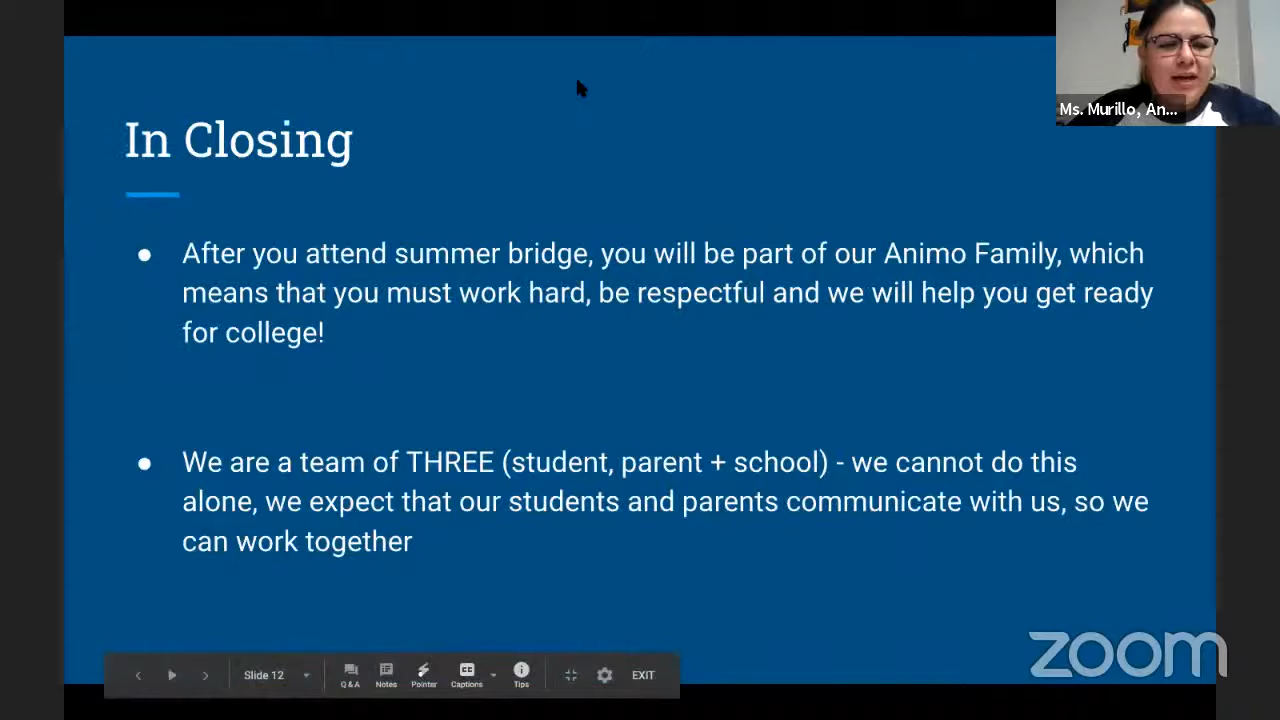 Ms. Murillo, An...
In Closing
● After you attend summer bridge, you will be part of our Animo Family, which
means that you must work hard, be respectful and we will help you get ready
for college!
● We are a team of THREE (student, parent + school) - we cannot do this
alone, we expect that our students and parents communicate with us, so we
can work together
zoom
Slide 12
Q & A Notes Pointer CC Captions Tips EXIT